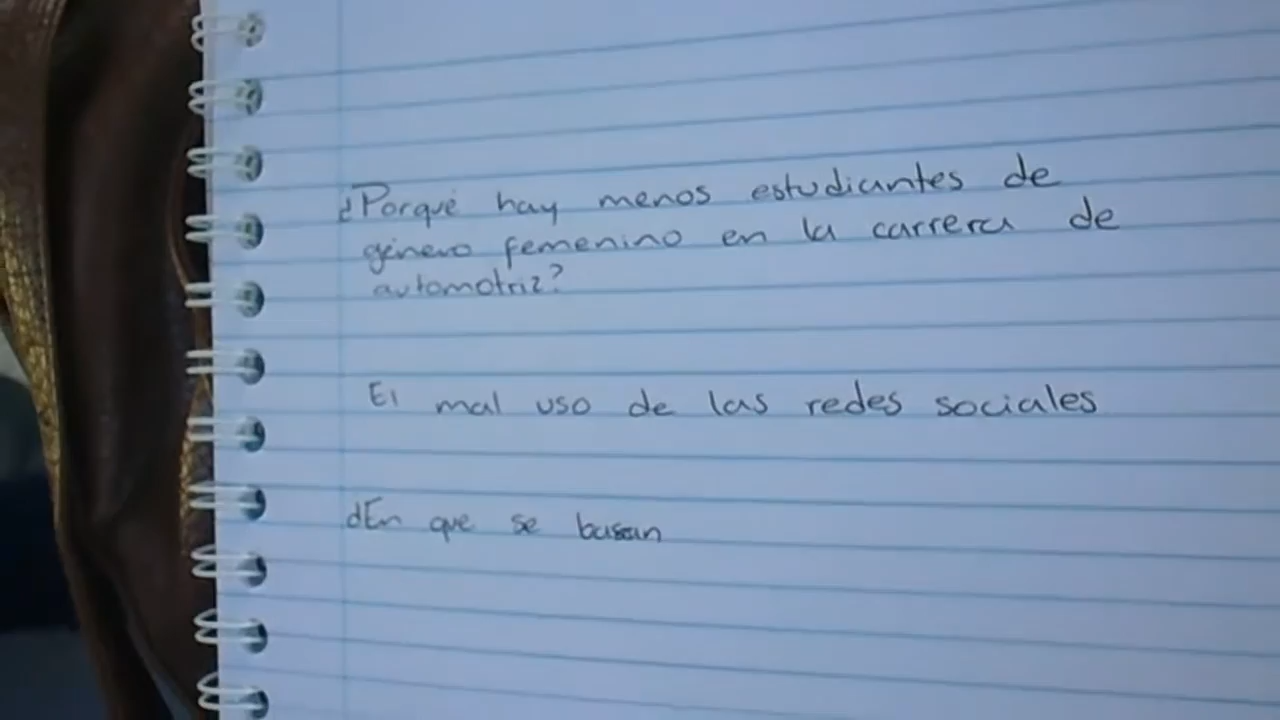 ¿Porqué hay menos estudiantes de
género femenino en la carrera de
automotriz?
El mal uso de las redes sociales
¿En que se basan